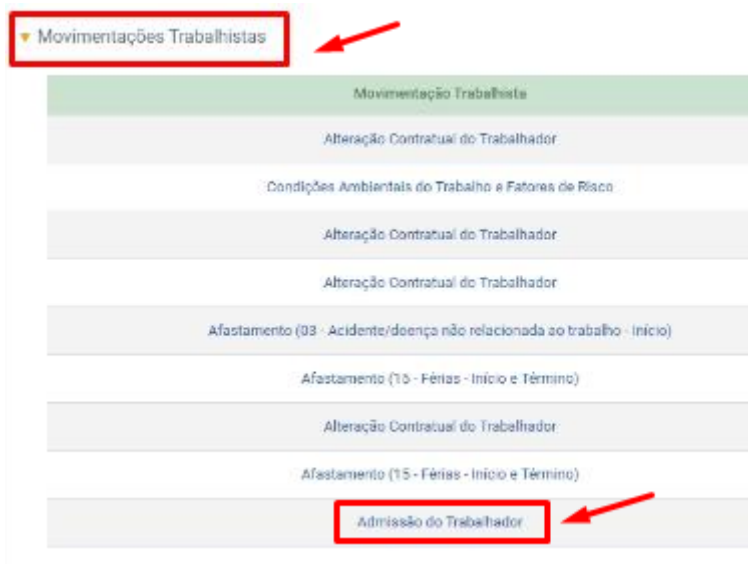 Movimentações Trabalhistas
Movimentação Trabalhista
Alteração Contratual do Trabalhador
Condições Ambientais do Trabalho e Fatores de Risco
Alteração Contratual do Trabalhador
Alteração Contratual do Trabalhador
Afastamento (03 - Acidente/doença não relacionada ao trabalho - Início)
Afastamento (15 - Férias - Início e Término)
Alteração Contratual do Trabalhador
Afastamento (15 - Férias - Início e Término)
Admissão do Trabalhador